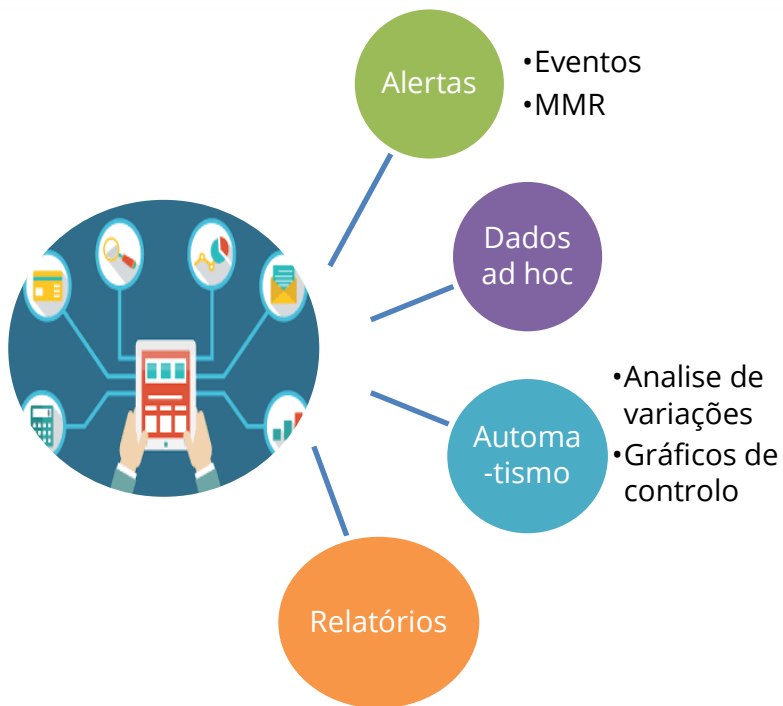 Alertas
•Eventos
•MMR
Dados
ad hoc
Automa
-tismo
•Analise de
variações
•Gráficos de
controlo
Relatórios